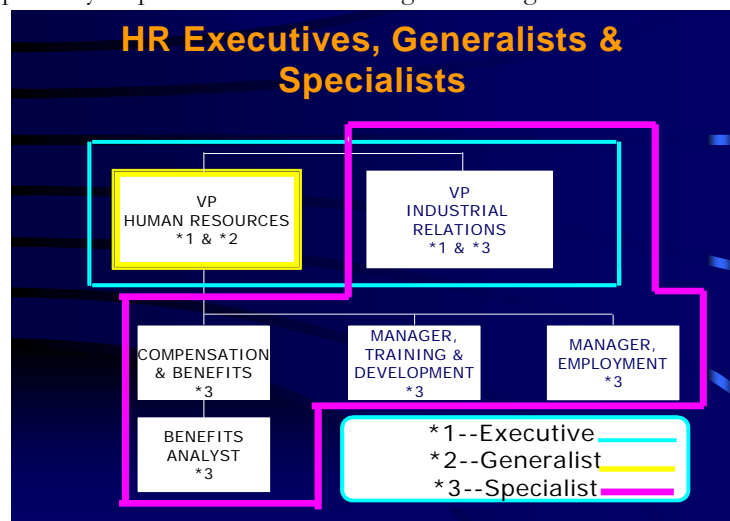 HR Executives, Generalists &
Specialists
VP
HUMAN RESOURCES
*1 & *2
VP
INDUSTRIAL
RELATIONS
*1 & *3
COMPENSATION
& BENEFITS
*3
MANAGER,
TRAINING &
DEVELOPMENT
*3
MANAGER,
EMPLOYMENT
*3
BENEFITS
ANALYST
*3
*1--Executive
*2--Generalist
*3--Specialist